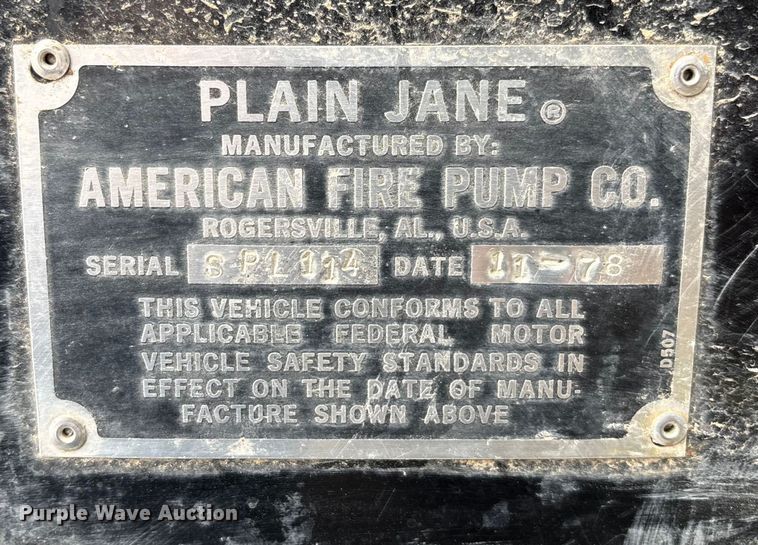 PLAIN JANE ®
MANUFACTURED BY:
AMERICAN FIRE PUMP CO.
ROGERSVILLE, AL., U.S.A.
SERIAL SPL114 DATE 11-78
THIS VEHICLE CONFORMS TO ALL
APPLICABLE FEDERAL MOTOR
VEHICLE SAFETY STANDARDS IN
EFFECT ON THE DATE OF MANU-
FACTURE SHOWN ABOVE
D507
Purple Wave Auction